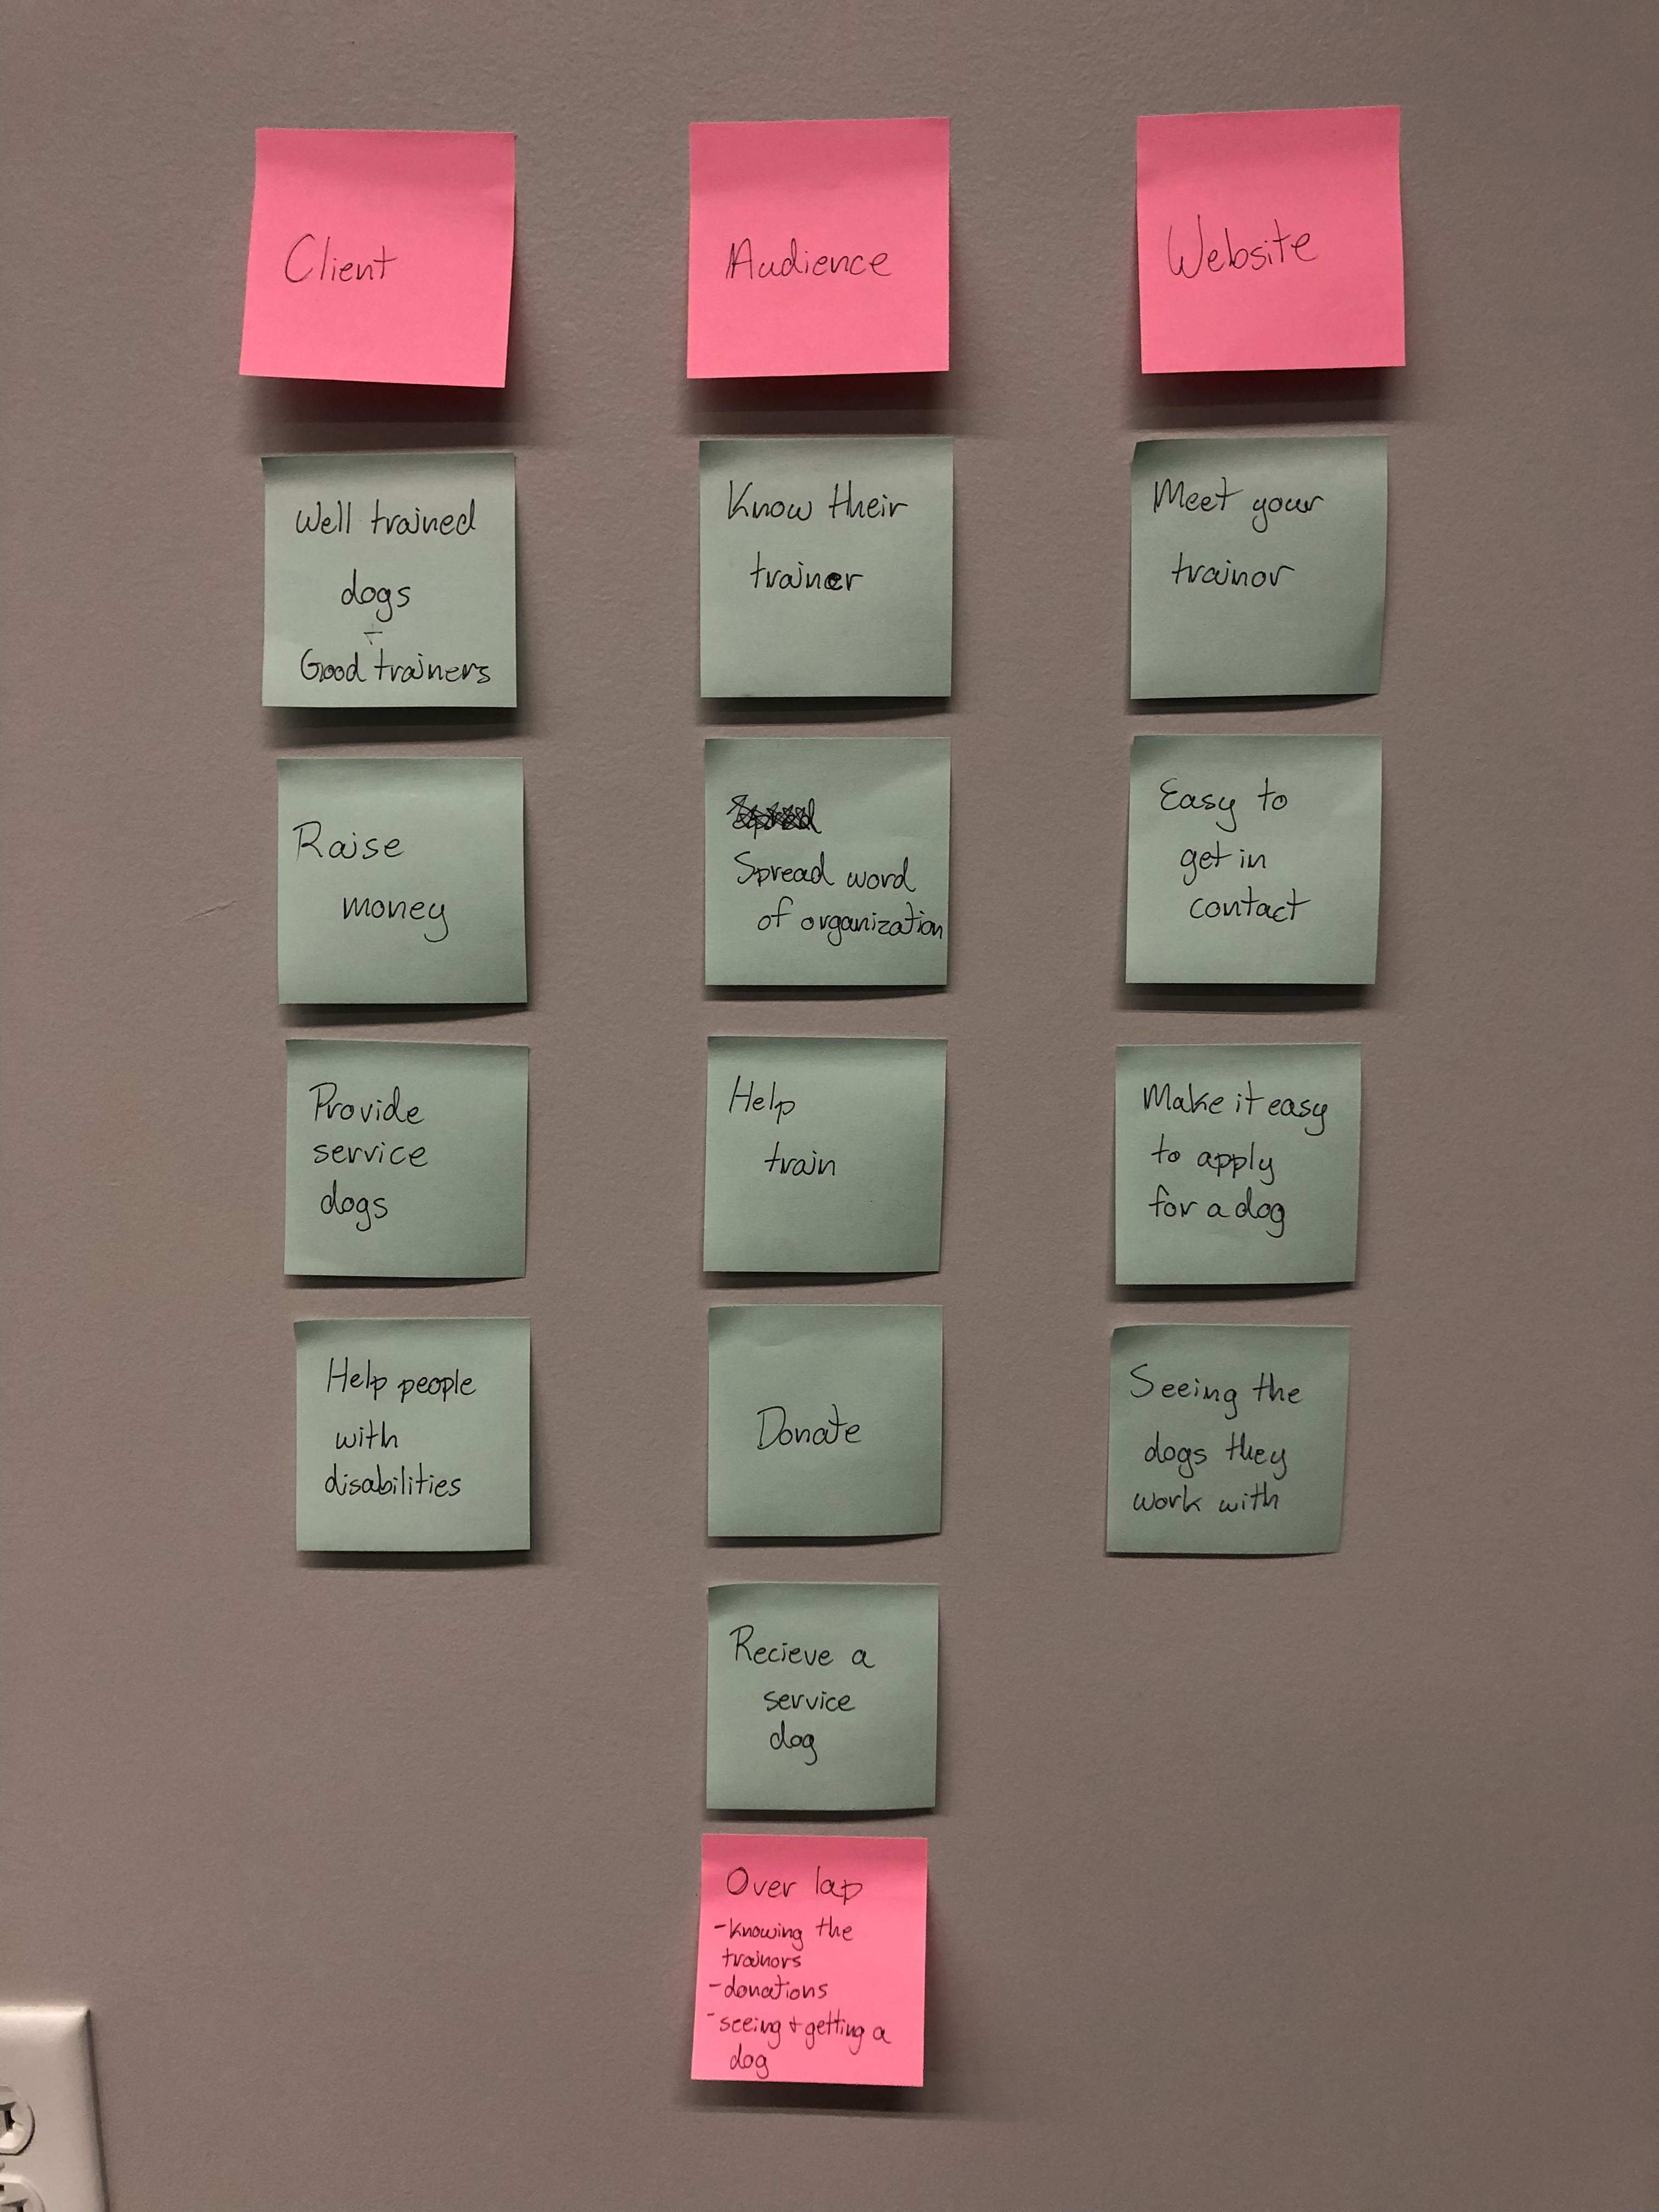 Client
Well trained
dogs
+
Good trainers
Raise
money
Provide
service
dogs
Help people
with
disabilities
Audience
Know their
trainer
Spread word
of organization
Help
train
Donate
Recieve a
service
dog
Over lap
-knowing the
trainors
-donations
-seeing + getting a
dog
Website
Meet your
trainor
Easy to
get in
contact
Make it easy
to apply
for a dog
Seeing the
dogs they
work with